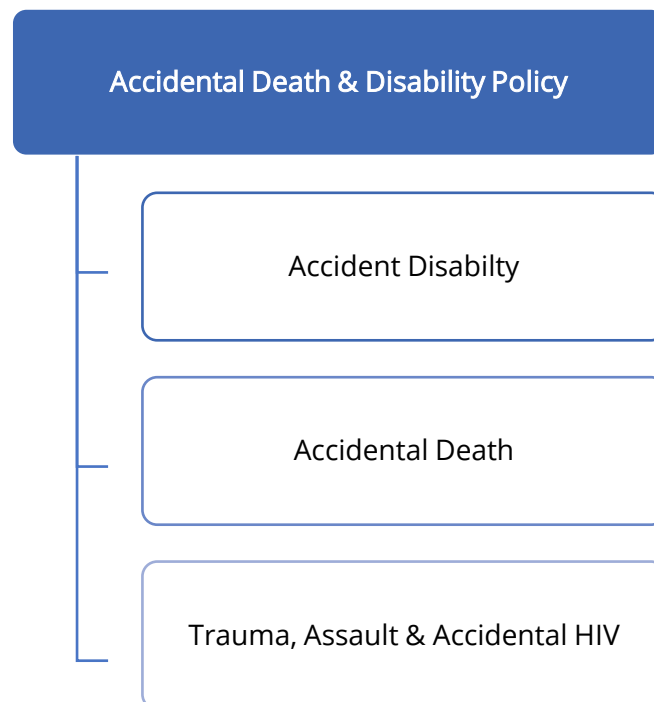 Accidental Death & Disability Policy
Accident Disabilty
Accidental Death
Trauma, Assault & Accidental HIV